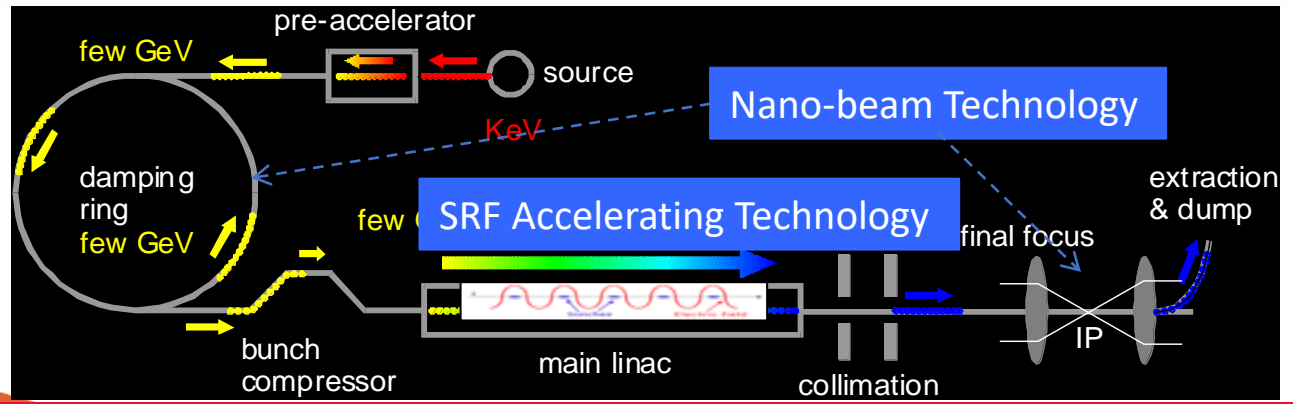 pre-accelerator
few GeV
source
KeV
Nano-beam Technology
damping
ring
few GeV
few
SRF Accelerating Technology
extraction
& dump
final focus
IP
bunch
compressor
main linac
collimation